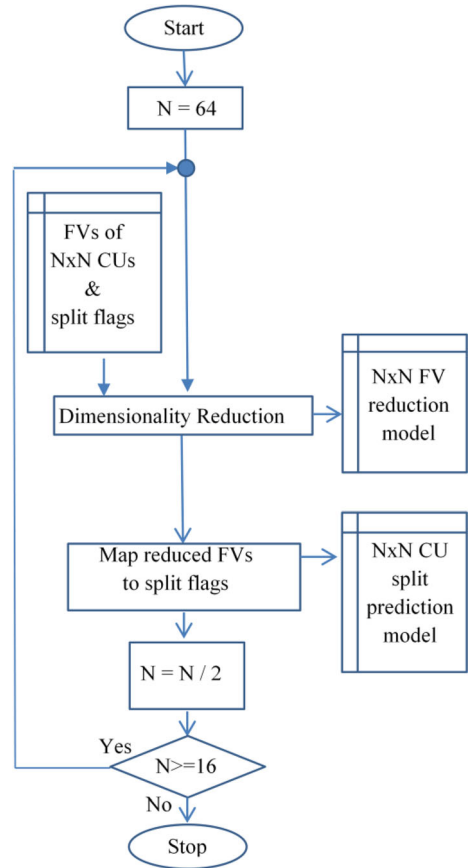 Start
N = 64
FVs of
NxN CUs
&
split flags
Dimensionality Reduction
NxN FV
reduction
model
Map reduced FVs
to split flags
NxN CU
split
prediction
model
N = N / 2
Yes
N>=16
No
Stop